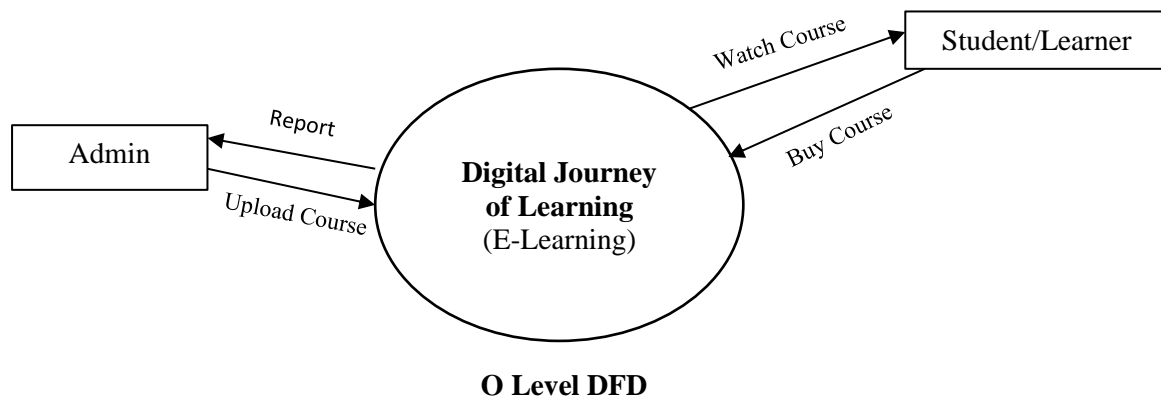 Watch Course
Student/Learner
Buy Course
Report
Admin
Upload Course
Digital Journey
of Learning
(E-Learning)
O Level DFD